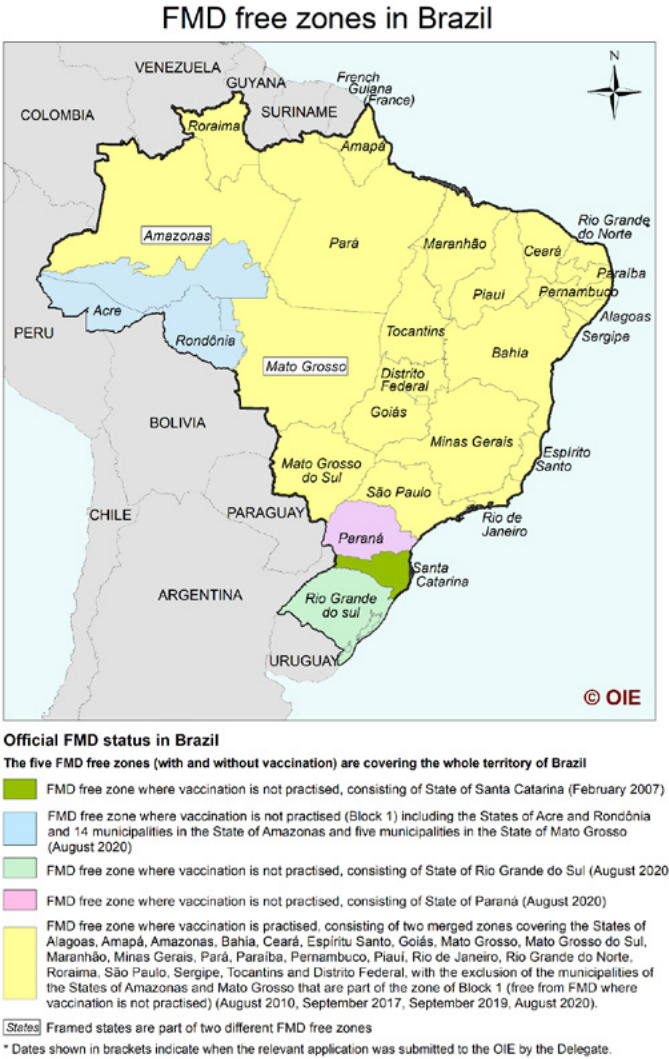 FMD free zones in Brazil
N
VENEZUELA
GUYANA
French
Guiana
(France)
COLOMBIA
SURINAME
Roraima
Amapá
Amazonas
Pará
Maranhão
Ceará
Rio Grande
do Norte
Paraíba
Piauí
Pernambuco
Acre
Alagoas
PERU
Rondônia
Tocantins
Sergipe
Bahia
Mato Grosso
Distrito
Federal
BOLIVIA
Goiás
Minas Gerais
Espírito
Santo
Mato Grosso
do Sul
São Paulo
CHILE
PARAGUAY
Rio de
Janeiro
Paraná
Santa
Catarina
ARGENTINA
Rio Grande
do sul
URUGUAY
© OIE
Official FMD status in Brazil
The five FMD free zones (with and without vaccination) are covering the whole territory of Brazil
FMD free zone where vaccination is not practised, consisting of State of Santa Catarina (February 2007)
FMD free zone where vaccination is not practised (Block 1) including the States of Acre and Rondônia
and 14 municipalities in the State of Amazonas and five municipalities in the State of Mato Grosso
(August 2020)
FMD free zone where vaccination is not practised, consisting of State of Rio Grande do Sul (August 2020
FMD free zone where vaccination is not practised, consisting of State of Paraná (August 2020)
FMD free zone where vaccination is practised, consisting of two merged zones covering the States of
Alagoas, Amapá, Amazonas, Bahia, Ceará, Espíritu Santo, Goiás, Mato Grosso, Mato Grosso do Sul,
Maranhão, Minas Gerais, Pará, Paraíba, Pernambuco, Piauí, Rio de Janeiro, Rio Grande do Norte,
Roraima, São Paulo, Sergipe, Tocantins and Distrito Federal, with the exclusion of the municipalities of
the States of Amazonas and Mato Grosso that are part of the zone of Block 1 (free from FMD where
vaccination is not practised) (August 2010, September 2017, September 2019, August 2020).
States Framed states are part of two different FMD free zones
* Dates shown in brackets indicate when the relevant application was submitted to the OIE by the Delegate.